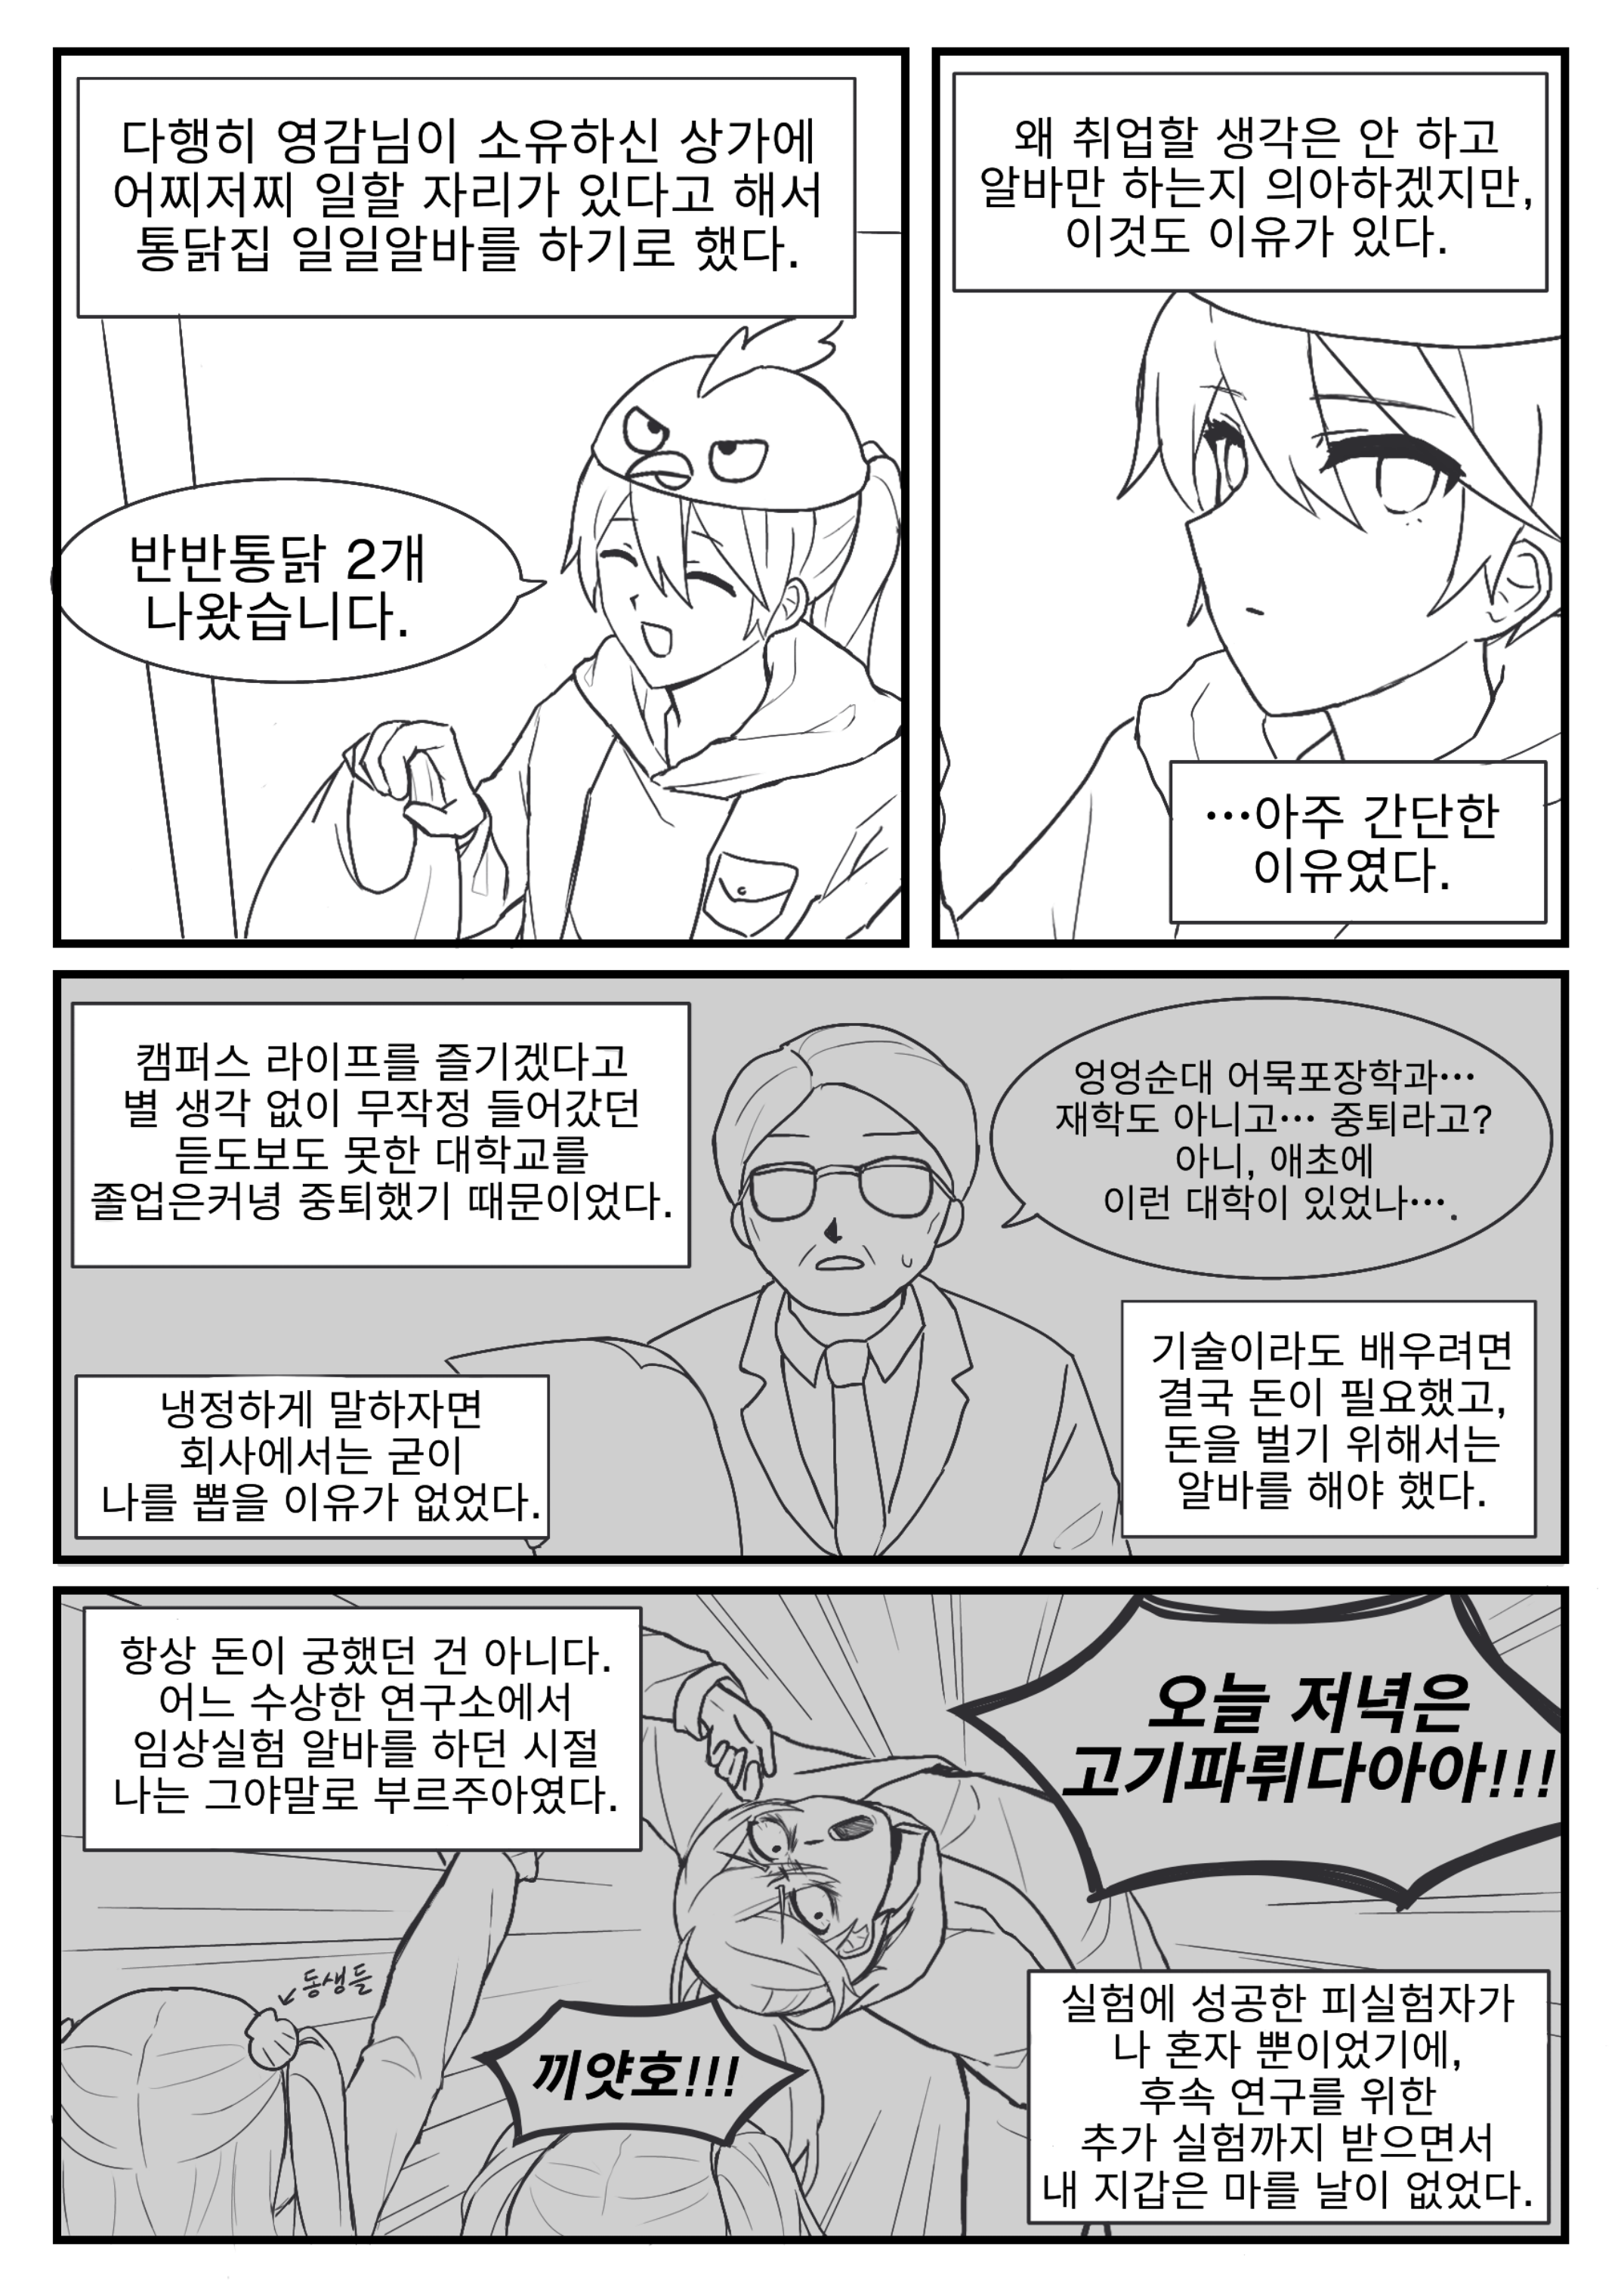 다행히 영감님이 소유하신 상가에
어찌저찌 일할 자리가 있다고 해서
통닭집 일일알바를 하기로 했다.
반반통닭 2개
나왔습니다.
왜 취업할 생각은 안 하고
알바만 하는지 의아하겠지만,
이것도 이유가 있다.
…아주 간단한
이유였다.
캠퍼스 라이프를 즐기겠다고
별 생각 없이 무작정 들어갔던
듣도보도 못한 대학교를
졸업은커녕 중퇴했기 때문이었다.
엉엉순대 어묵포장학과…
재학도 아니고… 중퇴라고?
아니, 애초에
이런 대학이 있었나….
냉정하게 말하자면
회사에서는 굳이
나를 뽑을 이유가 없었다.
기술이라도 배우려면
결국 돈이 필요했고,
돈을 벌기 위해서는
알바를 해야 했다.
항상 돈이 궁했던 건 아니다.
어느 수상한 연구소에서
임상실험 알바를 하던 시절
나는 그야말로 부르주아였다.
오늘 저녁은
고기파뤼다아아!!!
동생들
끼얏호!!!
실험에 성공한 피실험자가
나 혼자 뿐이었기에,
후속 연구를 위한
추가 실험까지 받으면서
내 지갑은 마를 날이 없었다.